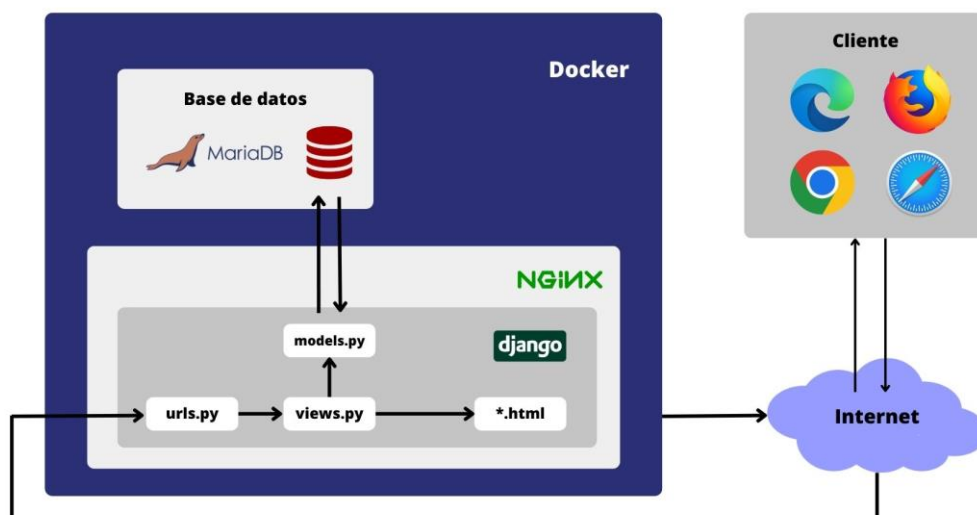 Docker
Cliente
Base de datos
MariaDB
NGINX
models.py
django
urls.py
views.py
*.html
Internet